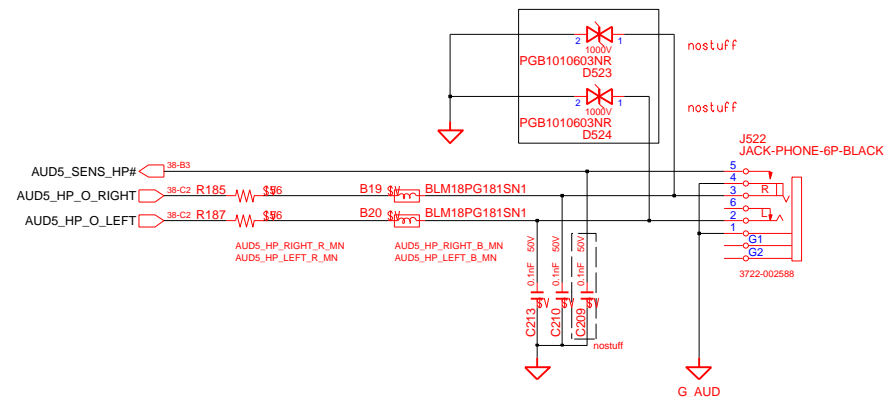 2
1
1000V
PGB1010603NR
D523
nostuff
2
1
1000V
PGB1010603NR
D524
nostuff
J522
JACK-PHONE-6P-BLACK
AUD5_SENS_HP#
38-B3
5
4
AUD5_HP_O_RIGHT
38-C2
R185
B19
BLM18PG181SN1
3
R
6
AUD5_HP_O_LEFT
38-C2
R187
B20
BLM18PG181SN1
2
L
1
G1
G2
3722-002588
AUD5_HP_RIGHT_R_MN
AUD5_HP_LEFT_R_MN
AUD5_HP_RIGHT_B_MN
AUD5_HP_LEFT_B_MN
0.1nF 50V
0.1nF 50V
0.1nF 50V
C213
C210
C209
nostuff
G_AUD